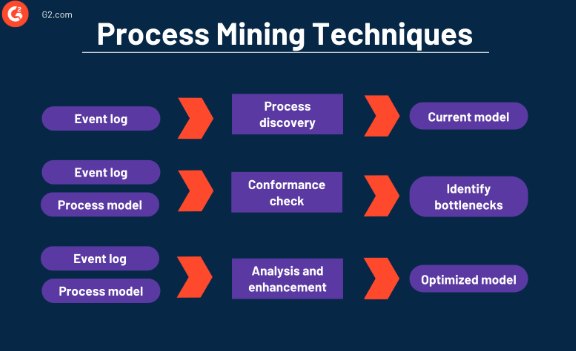 G2
G2.com
Process Mining Techniques
Event log
Process
discovery
Current model
Event log
Process model
Conformance
check
Identify
bottlenecks
Event log
Process model
Analysis and
enhancement
Optimized model